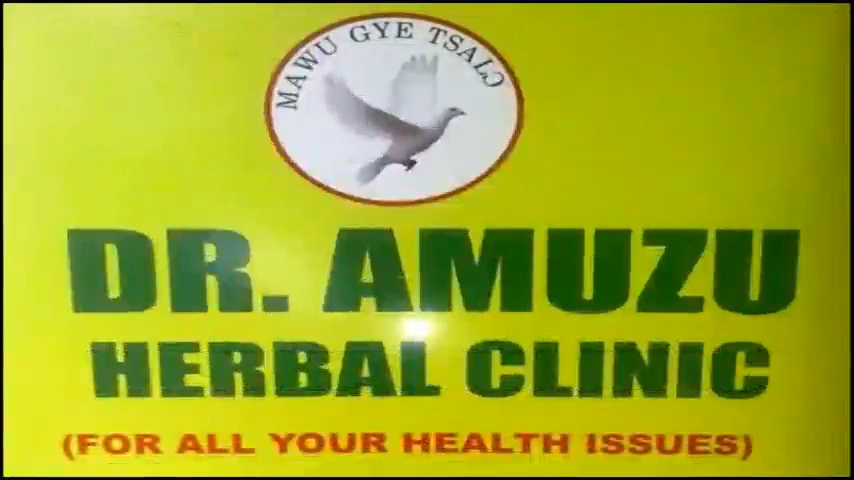 MAWU GYE TSALƆ
DR. AMUZU
HERBAL CLINIC
(FOR ALL YOUR HEALTH ISSUES)